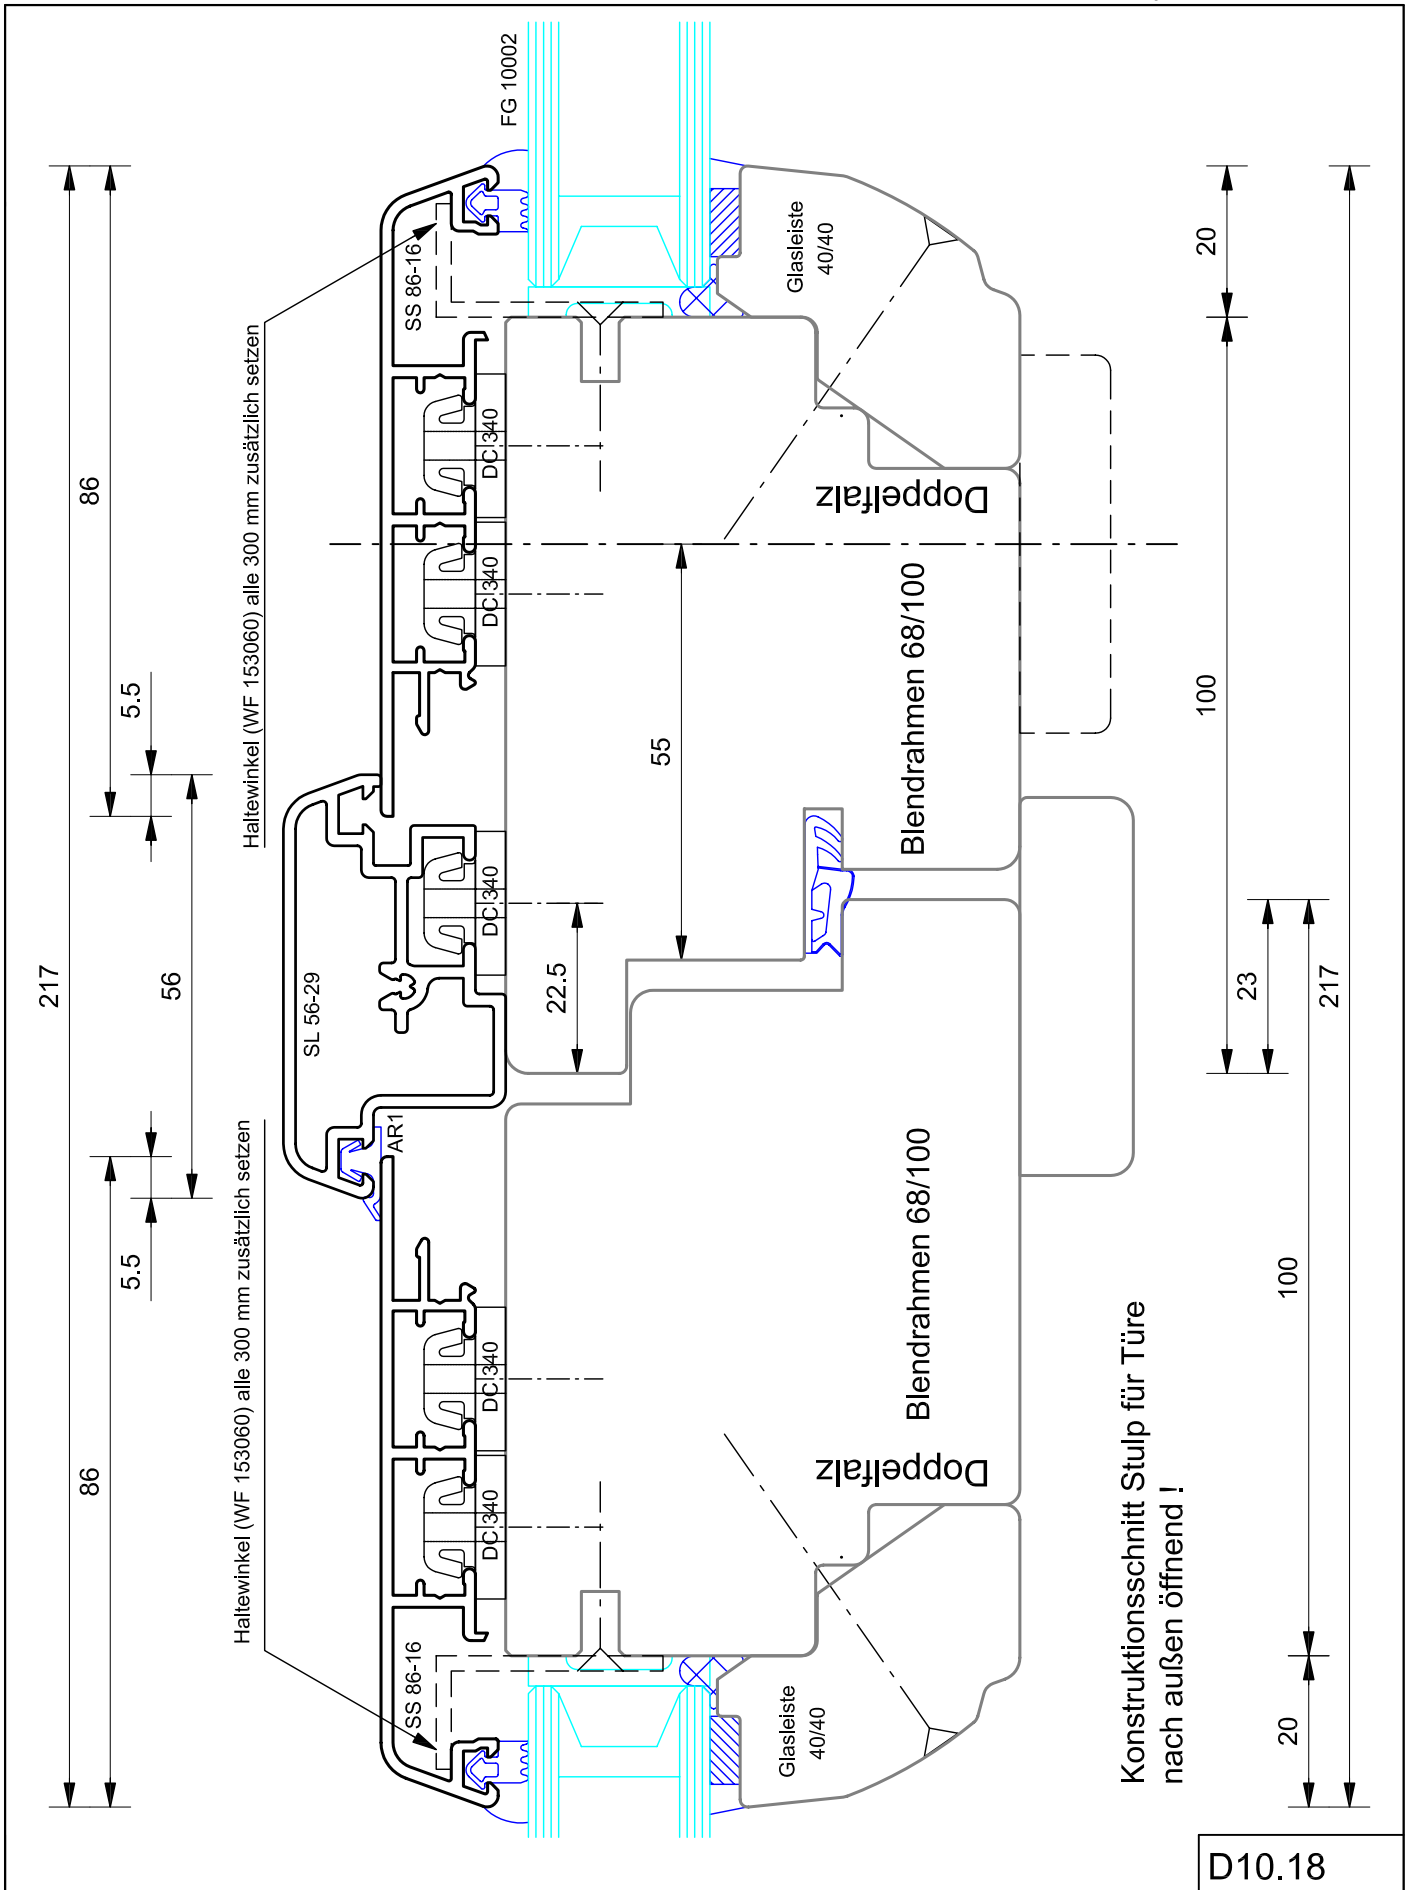 FG 10002
217
86
5.5
56
5.5
86
Haltewinkel (WF 153060) alle 300 mm zusätzlich setzen
Haltewinkel (WF 153060) alle 300 mm zusätzlich setzen
SS 86-16
DC 340
DC 340
SL 56-29
DC 340
AR1
DC 340
DC 340
SS 86-16
Glasleiste
40/40
Doppelfalz
Blendrahmen 68/100
55
22.5
Blendrahmen 68/100
Doppelfalz
Glasleiste
40/40
20
100
23
217
100
20
Konstruktionsschnitt Stulp für Türe
nach außen öffnend !
D10.18